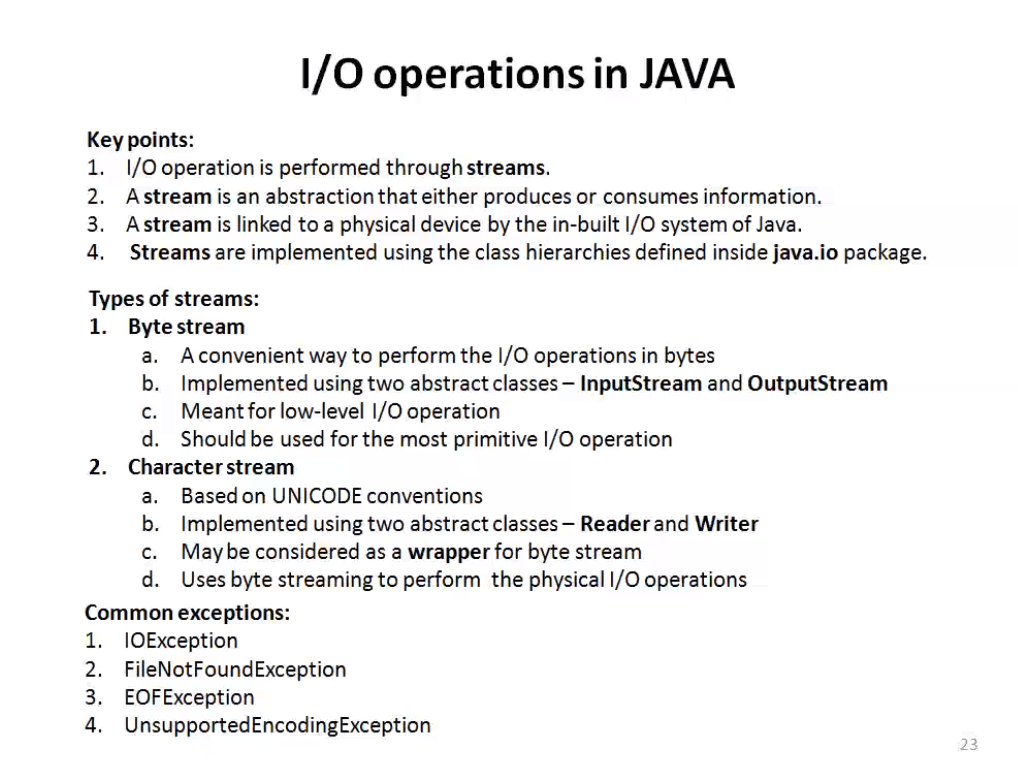 I/O operations in JAVA
Key points:
1. I/O operation is performed through streams.
2. A stream is an abstraction that either produces or consumes information.
3. A stream is linked to a physical device by the in-built I/O system of Java.
4. Streams are implemented using the class hierarchies defined inside java.io package.
Types of streams:
1. Byte stream
a. A convenient way to perform the I/O operations in bytes
b. Implemented using two abstract classes – InputStream and OutputStream
c. Meant for low-level I/O operation
d. Should be used for the most primitive I/O operation
2. Character stream
a. Based on UNICODE conventions
b. Implemented using two abstract classes – Reader and Writer
c. May be considered as a wrapper for byte stream
d. Uses byte streaming to perform the physical I/O operations
Common exceptions:
1. IOException
2. FileNotFoundException
3. EOFException
4. UnsupportedEncodingException
23